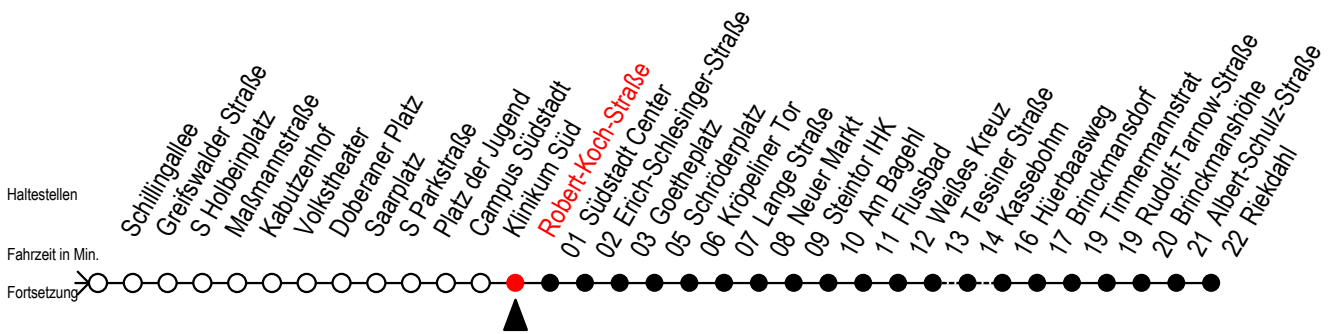 Haltestellen
Schillingallee
Greifswalder Straße
S Holbeinplatz
Maßmannstraße
Kabutzenhof
Volkstheater
Doberaner Platz
Saarplatz
S Parkstraße
Platz der Jugend
Campus Südstadt
Klinikum Süd
Robert-Koch-Straße
01 Südstadt Center
02 Erich-Schlesinger-Straße
03 Goetheplatz
05 Schröderplatz
06 Kröpeliner Tor
07 Lange Straße
08 Neuer Markt
09 Steintor IHK
10 Am Bagehl
11 Flussbad
12 Weißes Kreuz
13 Tessiner Straße
14 Kassebohm
16 Hüerbaasweg
17 Brinckmansdorf
19 Timmermannstrat
19 Rudolf-Tarnow-Straße
20 Brinckmanshöne
21 Albert-Schulz-Straße
22 Riekdahl
Fahrzeit in Min.
Fortsetzung